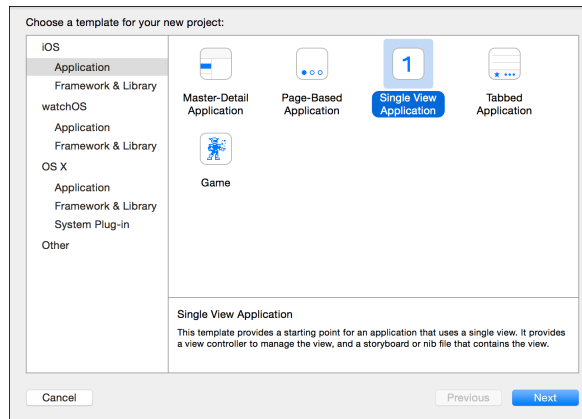 Choose a template for your new project:
iOS
Application
Framework & Library
watchOS
Application
Framework & Library
OS X
Application
Framework & Library
System Plug-in
Other
1
Master-Detail
Application
Page-Based
Application
Single View
Application
Tabbed
Application
Game
Single View Application
This template provides a starting point for an application that uses a single view. It provides
a view controller to manage the view, and a storyboard or nib file that contains the view.
Cancel
Previous
Next